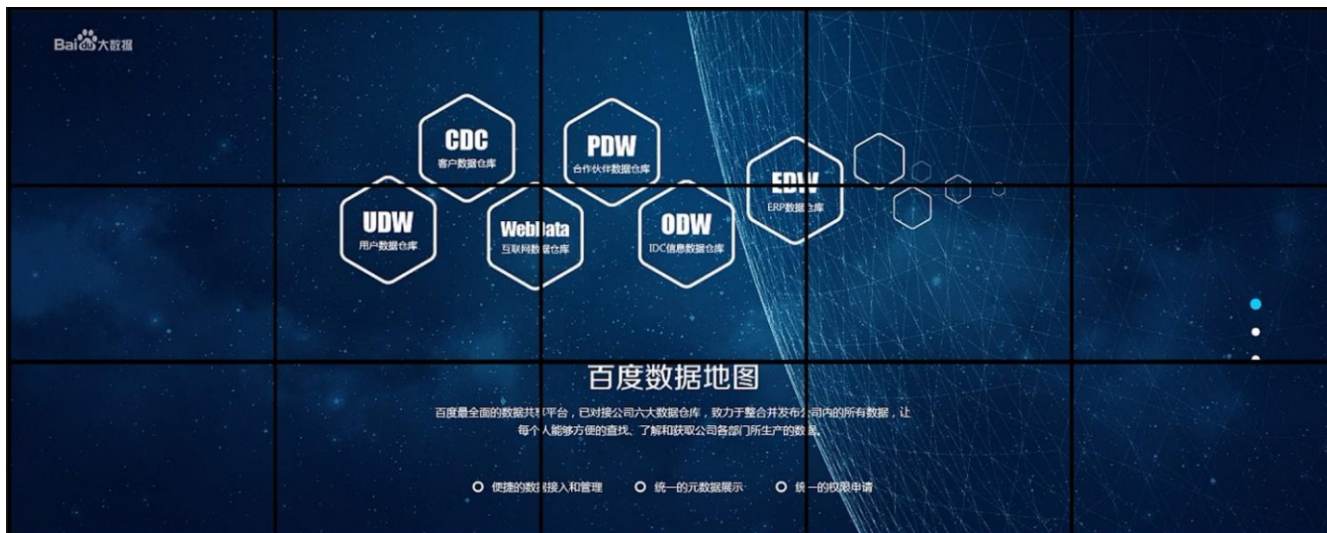 Bai du 大数据
CDC
客户数据仓库
PDW
合作伙伴数据仓库
EDW
ERP数据仓库
UDW
用户数据仓库
WebData
互联网数据仓库
ODW
IDC信息数据仓库
百度数据地图
百度最全面的数据共享平台，已对接公司六大数据仓库，致力于整合并发布公司内的所有数据，让
每个人能够方便的查找、了解和获取公司各部门所生产的数据。
便捷的数据接入和管理
统一的元数据展示
统一的权限申请